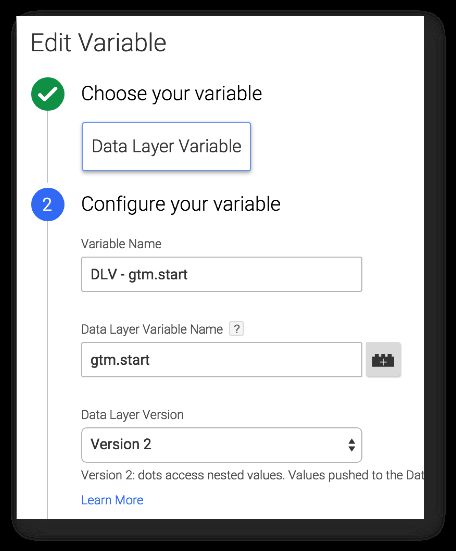 Edit Variable
Choose your variable
Data Layer Variable
2
Configure your variable
Variable Name
DLV - gtm.start
Data Layer Variable Name ?
gtm.start
Data Layer Version
Version 2
Version 2: dots access nested values. Values pushed to the Dat
Learn More